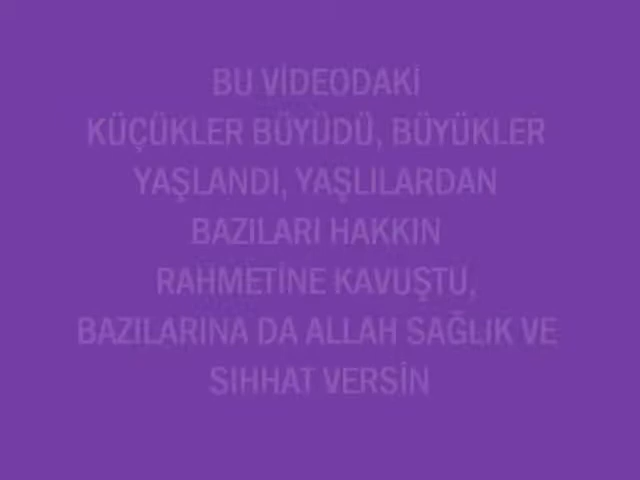 BU VİDEODAKİ
KÜÇÜKLER BÜYÜDÜ, BÜYÜKLER
YAŞLANDI, YAŞLILARDAN
BAZILARI HAKKIN
RAHMETİNE KAVUŞTU,
BAZILARINA DA ALLAH SAĞLIK VE
SIHHAT VERSİN